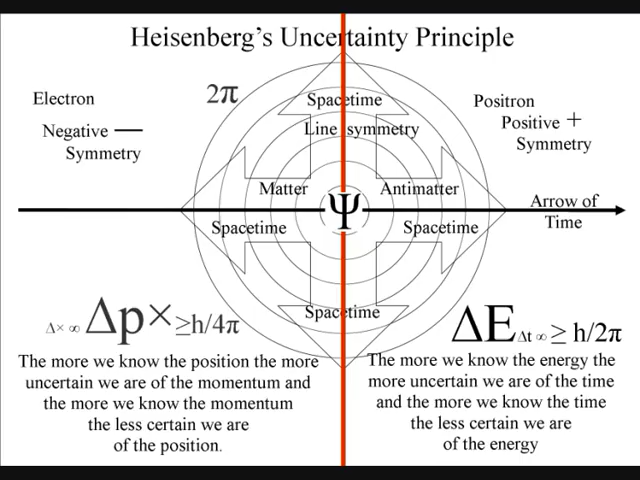 Heisenberg's Uncertainty Principle
Electron
Negative —
Symmetry
2π
Spacetime
Line symmetry
Positron
Positive +
Symmetry
Matter
Antimatter
Ψ
Arrow of
Time
Spacetime
Spacetime
Spacetime
Δ× ∞ Δp× ≥h/4π
ΔE Δt ∞ ≥ h/2π
The more we know the position the more
uncertain we are of the momentum and
the more we know the momentum
the less certain we are
of the position.
The more we know the energy the
more uncertain we are of the time
and the more we know the time
the less certain we are
of the energy